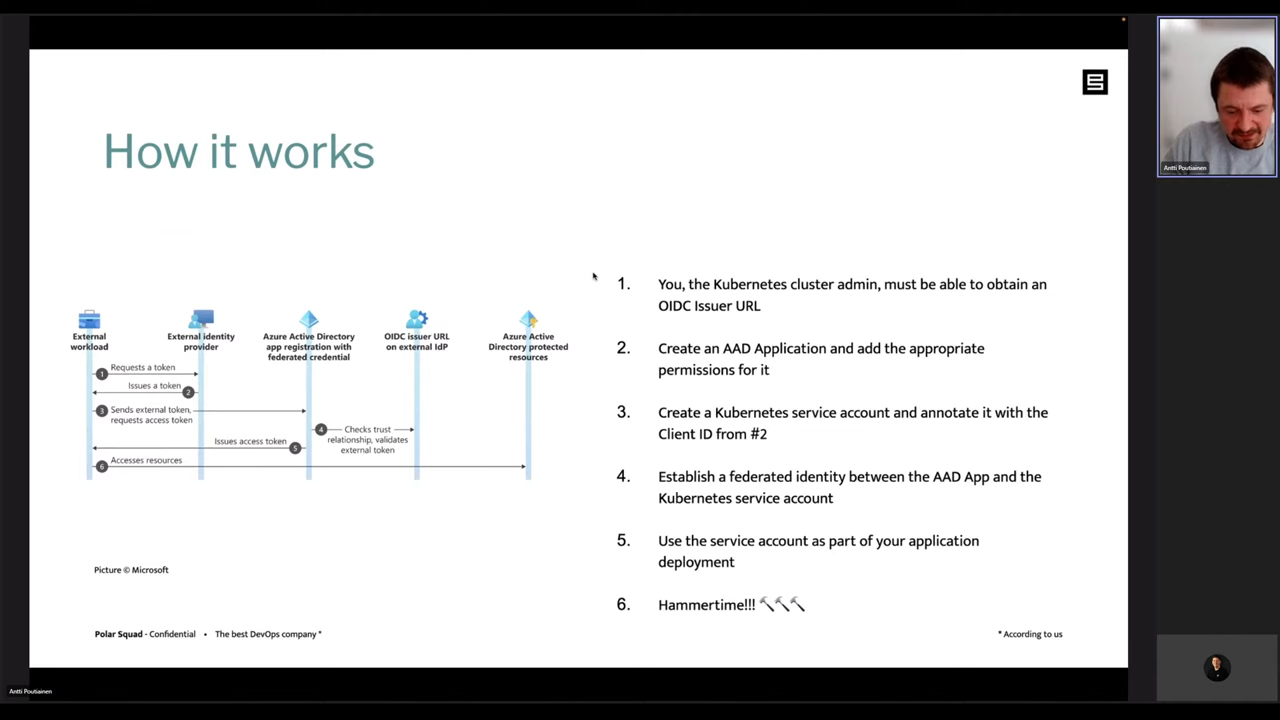 How it works
External
workload
External identity
provider
Azure Active Directory
app registration with
federated credential
OIDC issuer URL
on external IdP
Azure Active
Directory protected
resources
1 Requests a token
Issues a token 2
3 Sends external token,
requests access token
4 Checks trust
relationship, validates
external token
Issues access token 5
6 Accesses resources
Picture © Microsoft
1. You, the Kubernetes cluster admin, must be able to obtain an
OIDC Issuer URL
2. Create an AAD Application and add the appropriate
permissions for it
3. Create a Kubernetes service account and annotate it with the
Client ID from #2
4. Establish a federated identity between the AAD App and the
Kubernetes service account
5. Use the service account as part of your application
deployment
6. Hammertime!!! 🔨🔨🔨
Polar Squad - Confidential • The best DevOps company *
* According to us
Antti Poutiainen
Antti Poutiainen